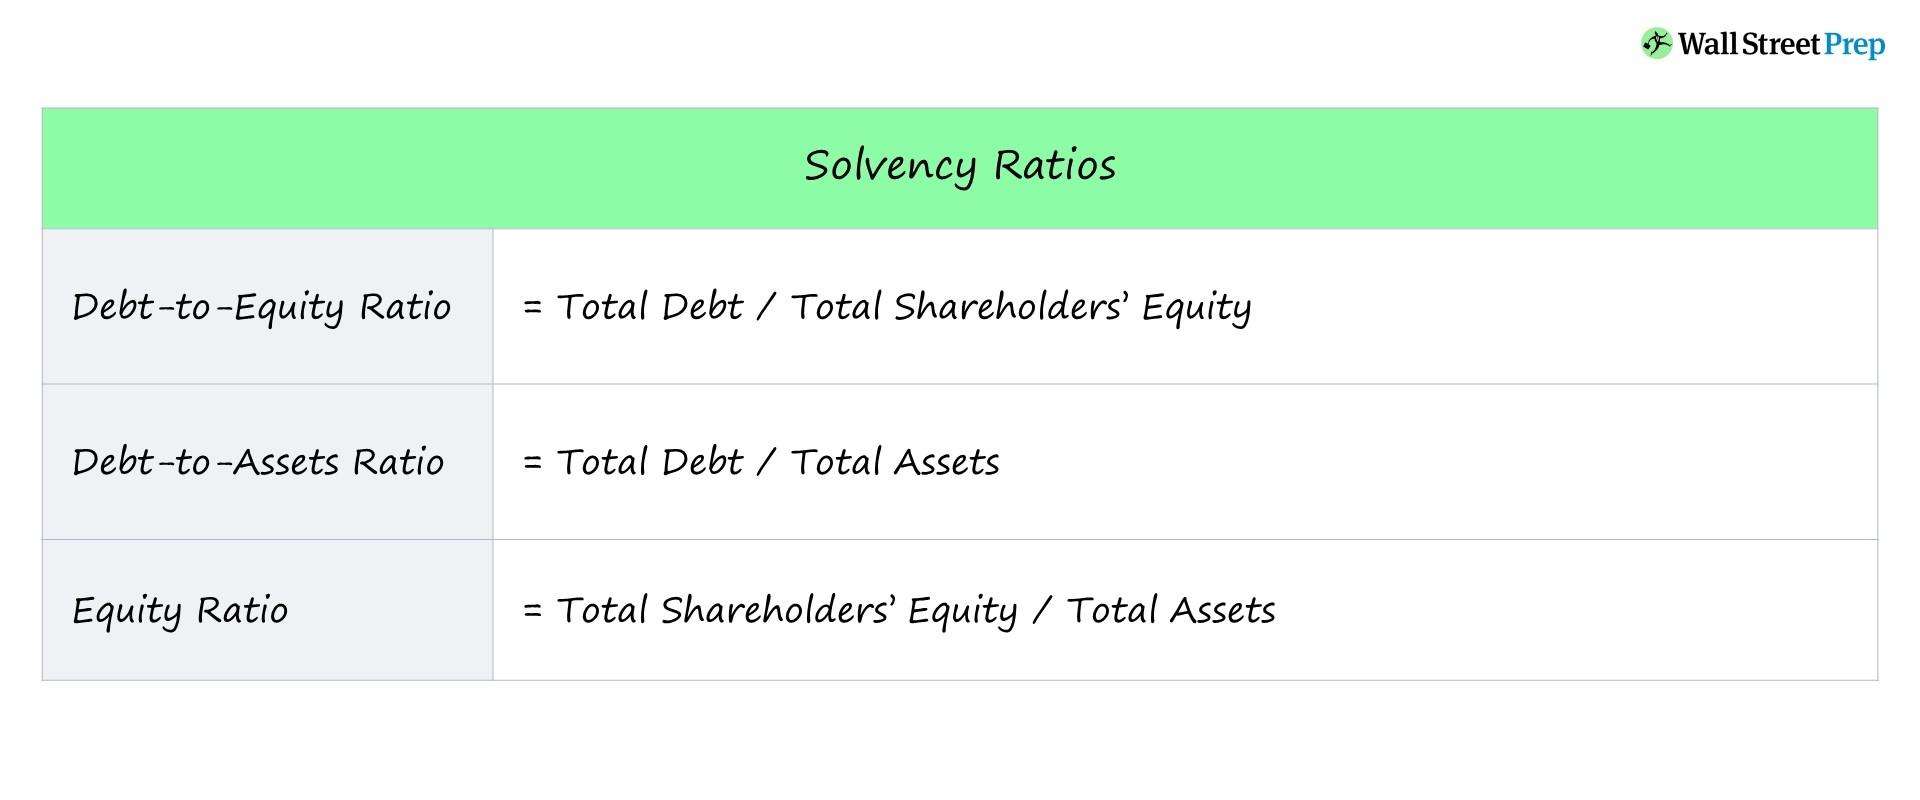 Wall Street Prep
Solvency Ratios
Debt-to-Equity Ratio
= Total Debt / Total Shareholders’ Equity
Debt-to-Assets Ratio
= Total Debt / Total Assets
Equity Ratio
= Total Shareholders’ Equity / Total Assets